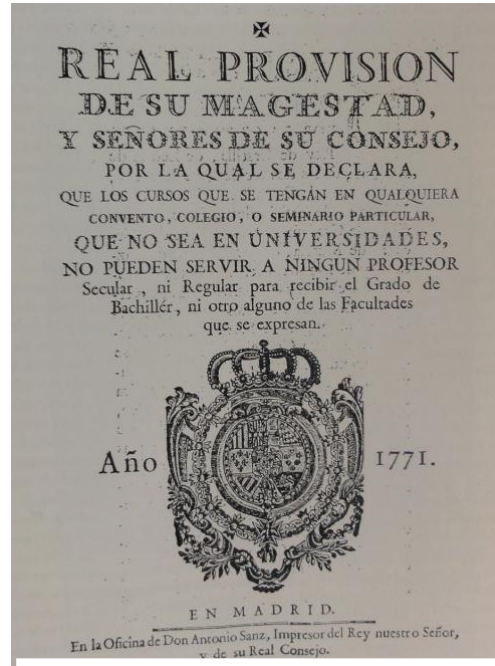 REAL PROVISION
DE SU MAGESTAD,
Y SEÑORES DE SU CONSEJO,
POR LA QUAL SE DECLARA,
QUE LOS CURSOS QUE SE TENGAN EN QUALQUIERA
CONVENTO, COLEGIO, O SEMINARIO PARTICULAR,
QUE NO SEA EN UNIVERSIDADES,
NO PUEDEN SERVIR A NINGUN PROFESOR
Secular, ni Regular para recibir el Grado de
Bachillér, ni otro alguno de las Facultades
que se expresan.
Año 1771.
EN MADRID.
En la Oficina de Don Antonio Sanz, Impresor del Rey nuestro Señor,
y de su Real Consejo.